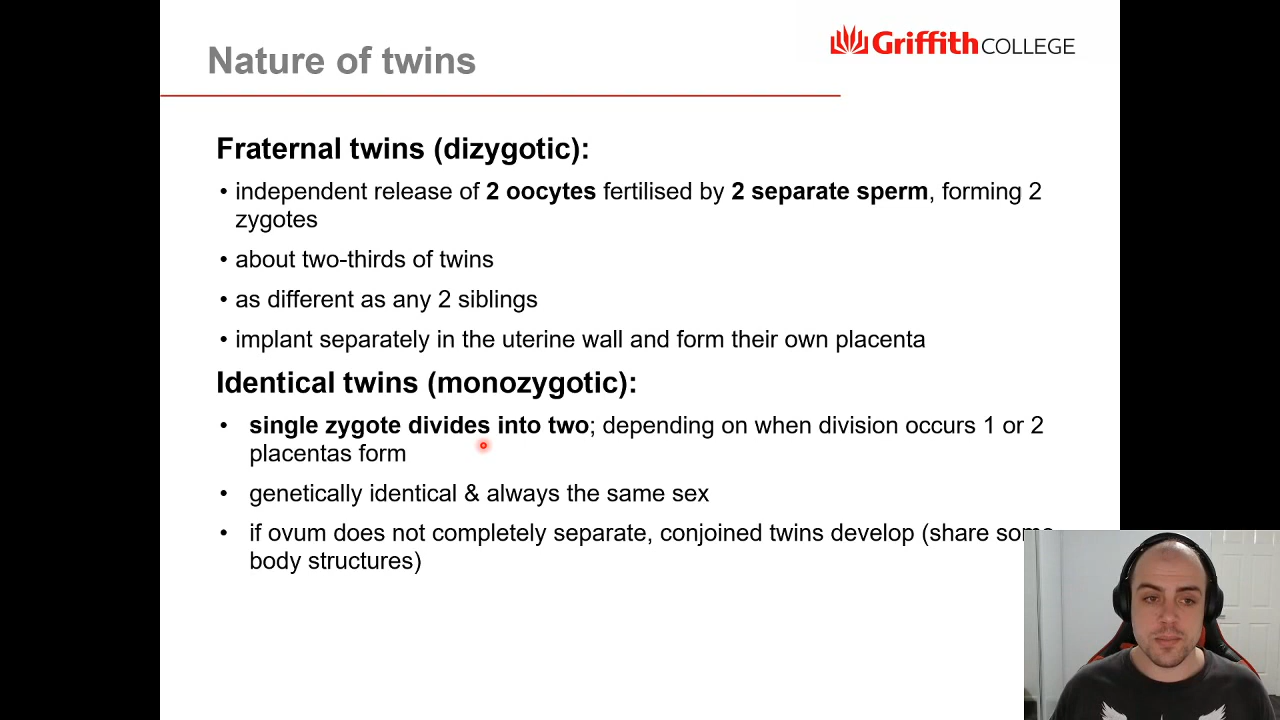 Nature of twins
Griffith COLLEGE
Fraternal twins (dizygotic):
• independent release of 2 oocytes fertilised by 2 separate sperm, forming 2
zygotes
• about two-thirds of twins
• as different as any 2 siblings
• implant separately in the uterine wall and form their own placenta
Identical twins (monozygotic):
• single zygote divides into two; depending on when division occurs 1 or 2
placentas form
• genetically identical & always the same sex
• if ovum does not completely separate, conjoined twins develop (share some
body structures)